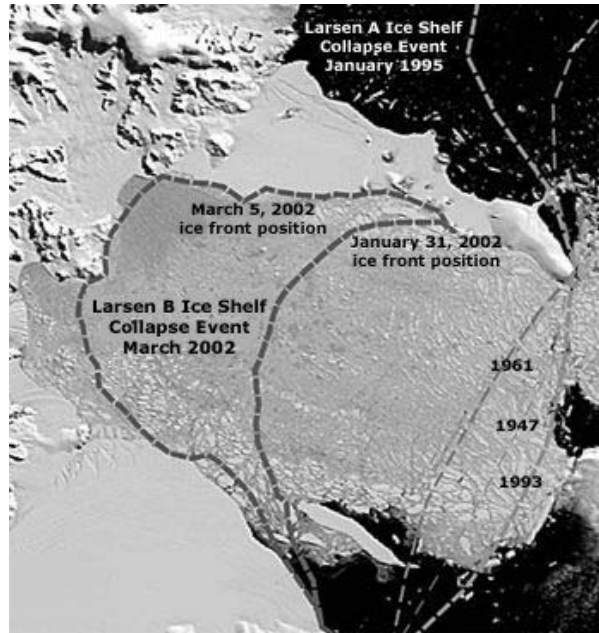 Larsen A Ice Shelf
Collapse Event
January 1995
March 5, 2002
ice front position
January 31, 2002
ice front position
Larsen B Ice Shelf
Collapse Event
March 2002
1961
1947
1993